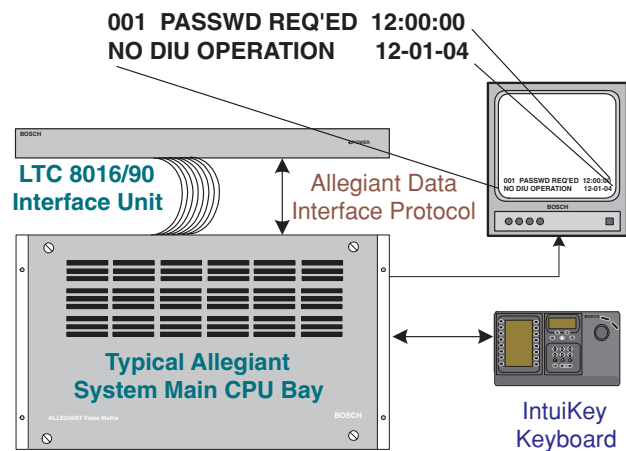 001 PASSWD REQ'ED 12:00:00
NO DIU OPERATION 12-01-04
BOSCH
POWER
LTC 8016/90
Interface Unit
Allegiant Data
Interface Protocol
001 PASSWD REQ'ED 12:00:00
NO DIU OPERATION 12-01-04
BOSCH
Typical Allegiant
System Main CPU Bay
ALLEGIANT Video Matrix
BOSCH
BOSCH
IntuiKey
Keyboard